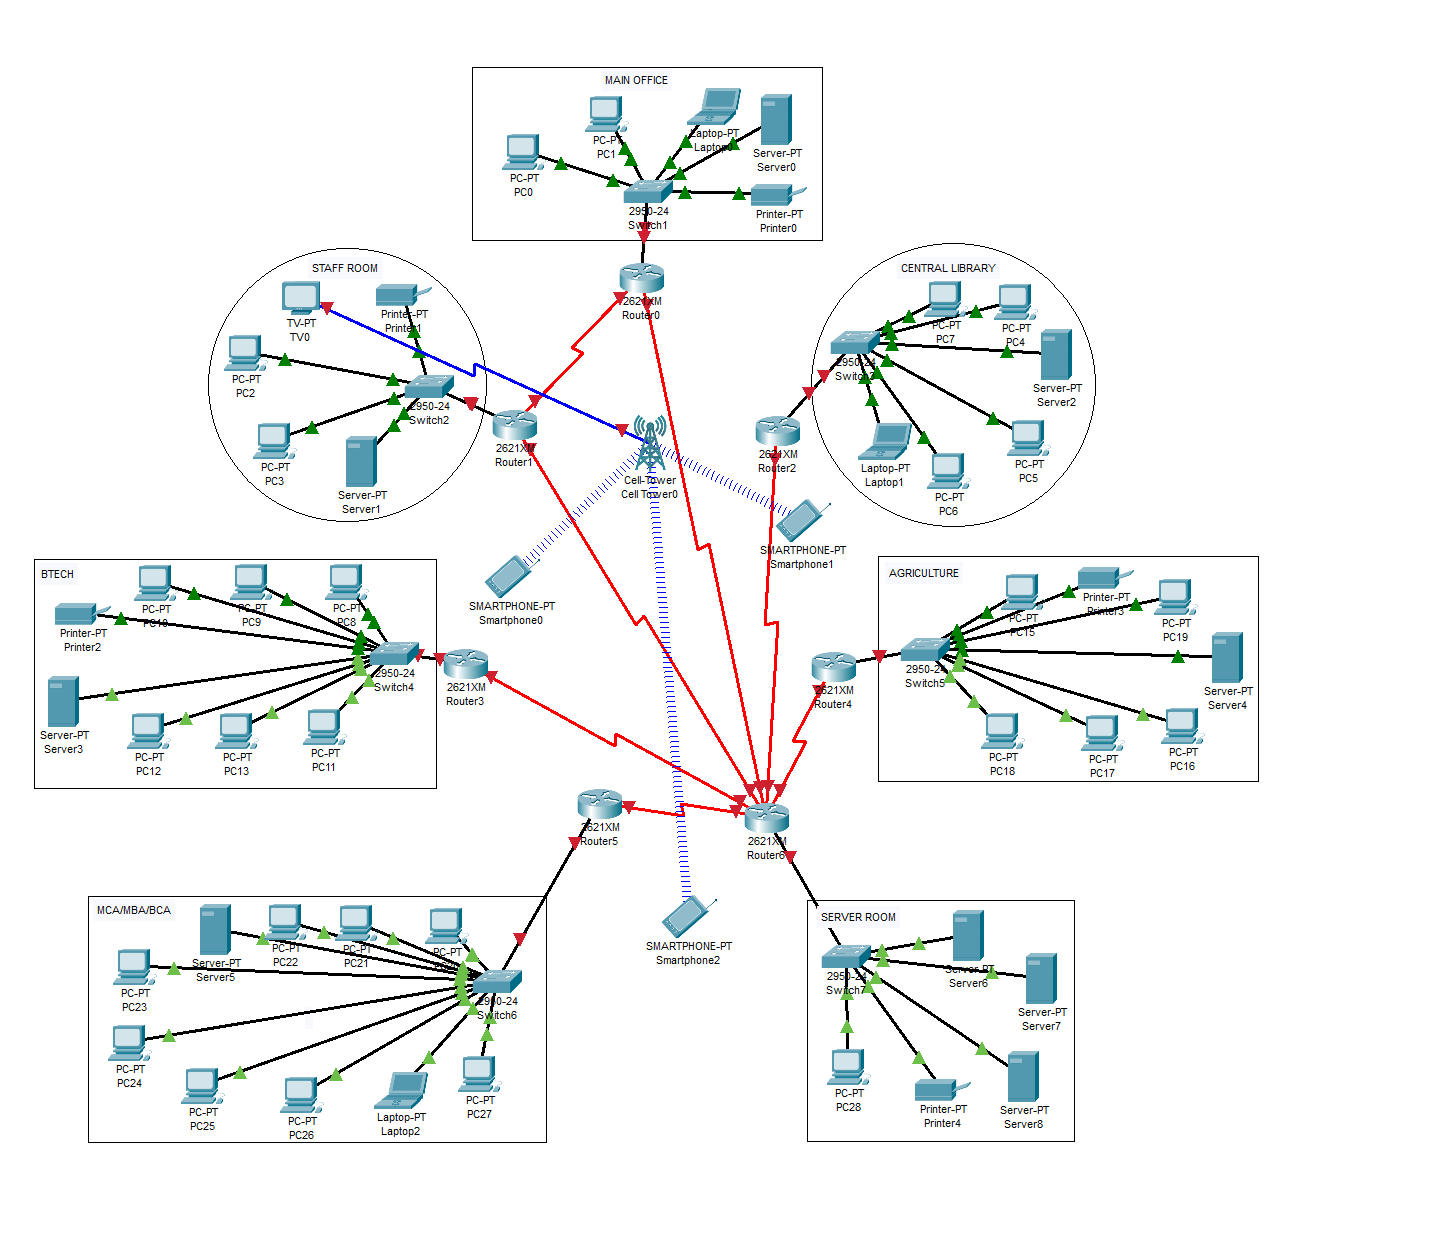 MAIN OFFICE
PC-PT
PC0
PC-PT
PC1
Laptop-PT
Laptop0
Server-PT
Server0
Printer-PT
Printer0
2950-24
Switch1
2621XM
Router0
STAFF ROOM
TV-PT
TV0
Printer-PT
Printer1
PC-PT
PC2
PC-PT
PC3
Server-PT
Server1
2950-24
Switch2
2621XM
Router1
Cell-Tower
Cell Tower0
CENTRAL LIBRARY
PC-PT
PC7
PC-PT
PC4
2950-24
Server-PT
Server2
PC-PT
PC5
Laptop-PT
Laptop1
PC-PT
PC6
2621XM
Router2
SMARTPHONE-PT
Smartphone0
SMARTPHONE-PT
Smartphone1
BTECH
PC-PT
PC10
PC-PT
PC9
PC-PT
PC8
Printer-PT
Printer2
2950-24
Switch4
Server-PT
Server3
PC-PT
PC12
PC-PT
PC13
PC-PT
PC11
2621XM
Router3
AGRICULTURE
PC-PT
PC15
Printer-PT
Printer3
PC-PT
PC19
2950-24
Switch5
Server-PT
Server4
PC-PT
PC18
PC-PT
PC17
PC-PT
PC16
2621XM
Router4
2621XM
Router5
2621XM
Router6
MCA/MBA/BCA
Server-PT
Server5
PC-PT
PC22
PC-PT
PC21
PC-PT
PC-PT
PC23
2950-24
Switch6
PC-PT
PC24
PC-PT
PC25
PC-PT
PC26
Laptop-PT
Laptop2
PC-PT
PC27
SMARTPHONE-PT
Smartphone2
SERVER ROOM
2950-24
Switch7
Server-PT
Server6
Server-PT
Server7
PC-PT
PC28
Printer-PT
Printer4
Server-PT
Server8